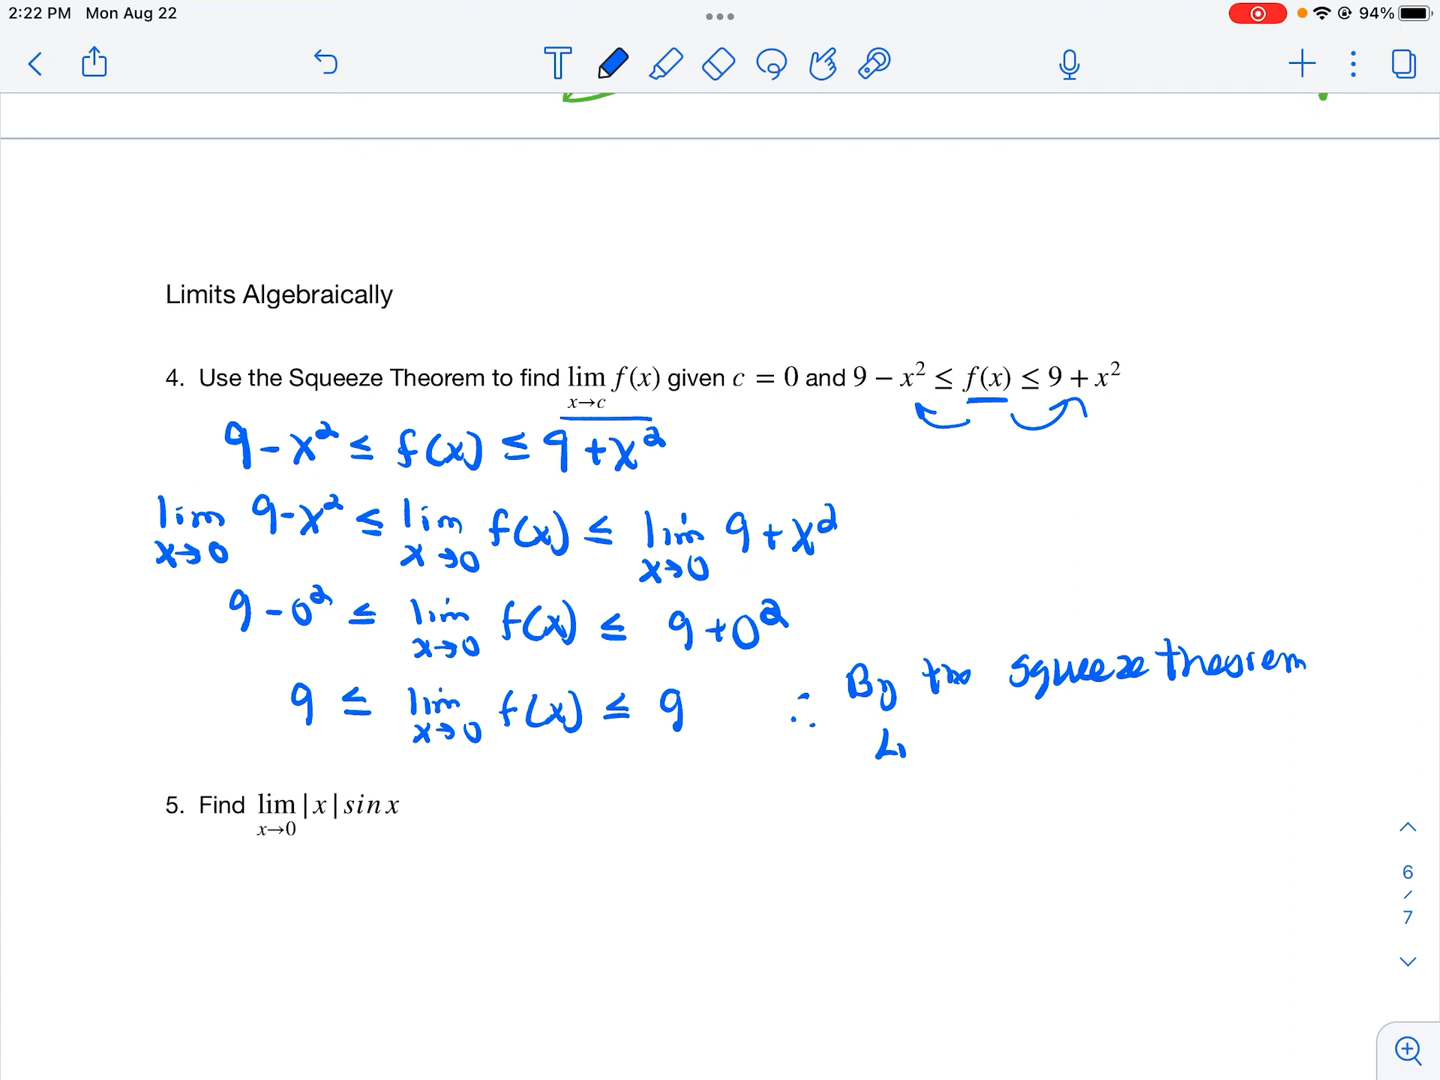 2:22 PM Mon Aug 22
94%
Limits Algebraically
4. Use the Squeeze Theorem to find lim f(x) given c = 0 and 9 − x² ≤ f(x) ≤ 9 + x²
x→c
9 - x² ≤ f(x) ≤ 9 + x²
lim 9 - x² ≤ lim f(x) ≤ lim 9 + x²
x→0 x→0 x→0
9 - 0² ≤ lim f(x) ≤ 9 + 0²
x→0
9 ≤ lim f(x) ≤ 9 ∴ By the squeeze theorem
x→0
Li
5. Find lim |x| sin x
x→0
6
/
7